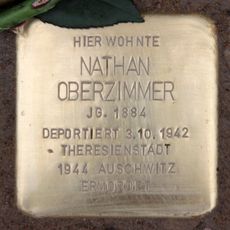 HIER WOHNTE
NATHAN
OBERZIMMER
JG. 1884
DEPORTIERT 3.10.1942
THERESIENSTADT
1944 AUSCHWITZ
ERMORDET